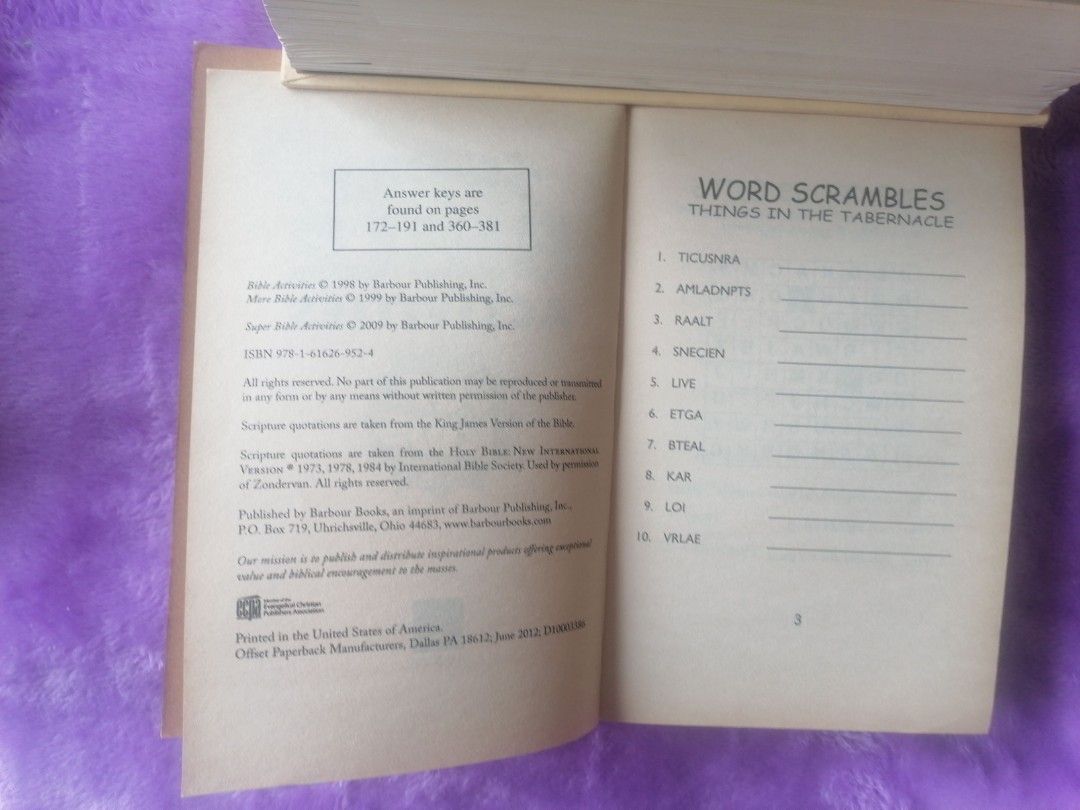 Answer keys are
found on pages
172–191 and 360–381
Bible Activities © 1998 by Barbour Publishing, Inc.
More Bible Activities © 1999 by Barbour Publishing, Inc.
Super Bible Activities © 2009 by Barbour Publishing, Inc.
ISBN 978-1-61626-952-4
All rights reserved. No part of this publication may be reproduced or transmitted
in any form or by any means without written permission of the publisher.
Scripture quotations are taken from the King James Version of the Bible.
Scripture quotations are taken from the HOLY BIBLE: NEW INTERNATIONAL
VERSION ® 1973, 1978, 1984 by International Bible Society. Used by permission
of Zondervan. All rights reserved.
Published by Barbour Books, an imprint of Barbour Publishing, Inc.,
P.O. Box 719, Uhrichsville, Ohio 44683, www.barbourbooks.com
Our mission is to publish and distribute inspirational products offering exceptional
value and biblical encouragement to the masses.
ecpa Member of the
Evangelical Christian
Publishers Association
Printed in the United States of America.
Offset Paperback Manufacturers, Dallas PA 18612; June 2012; D10003386
WORD SCRAMBLES
THINGS IN THE TABERNACLE
1. TICUSNRA
2. AMLADNPTS
3. RAALT
4. SNECIEN
5. LIVE
6. ETGA
7. BTEAL
8. KAR
9. LOI
10. VRLAE
3